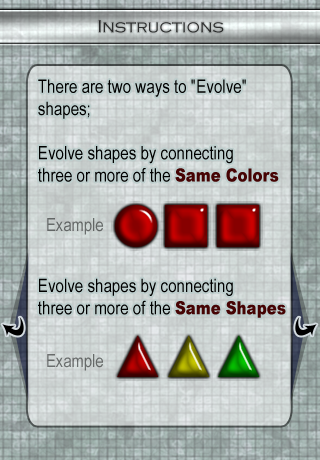 Instructions
There are two ways to "Evolve"
shapes;
Evolve shapes by connecting
three or more of the Same Colors
Example
Evolve shapes by connecting
three or more of the Same Shapes
Example